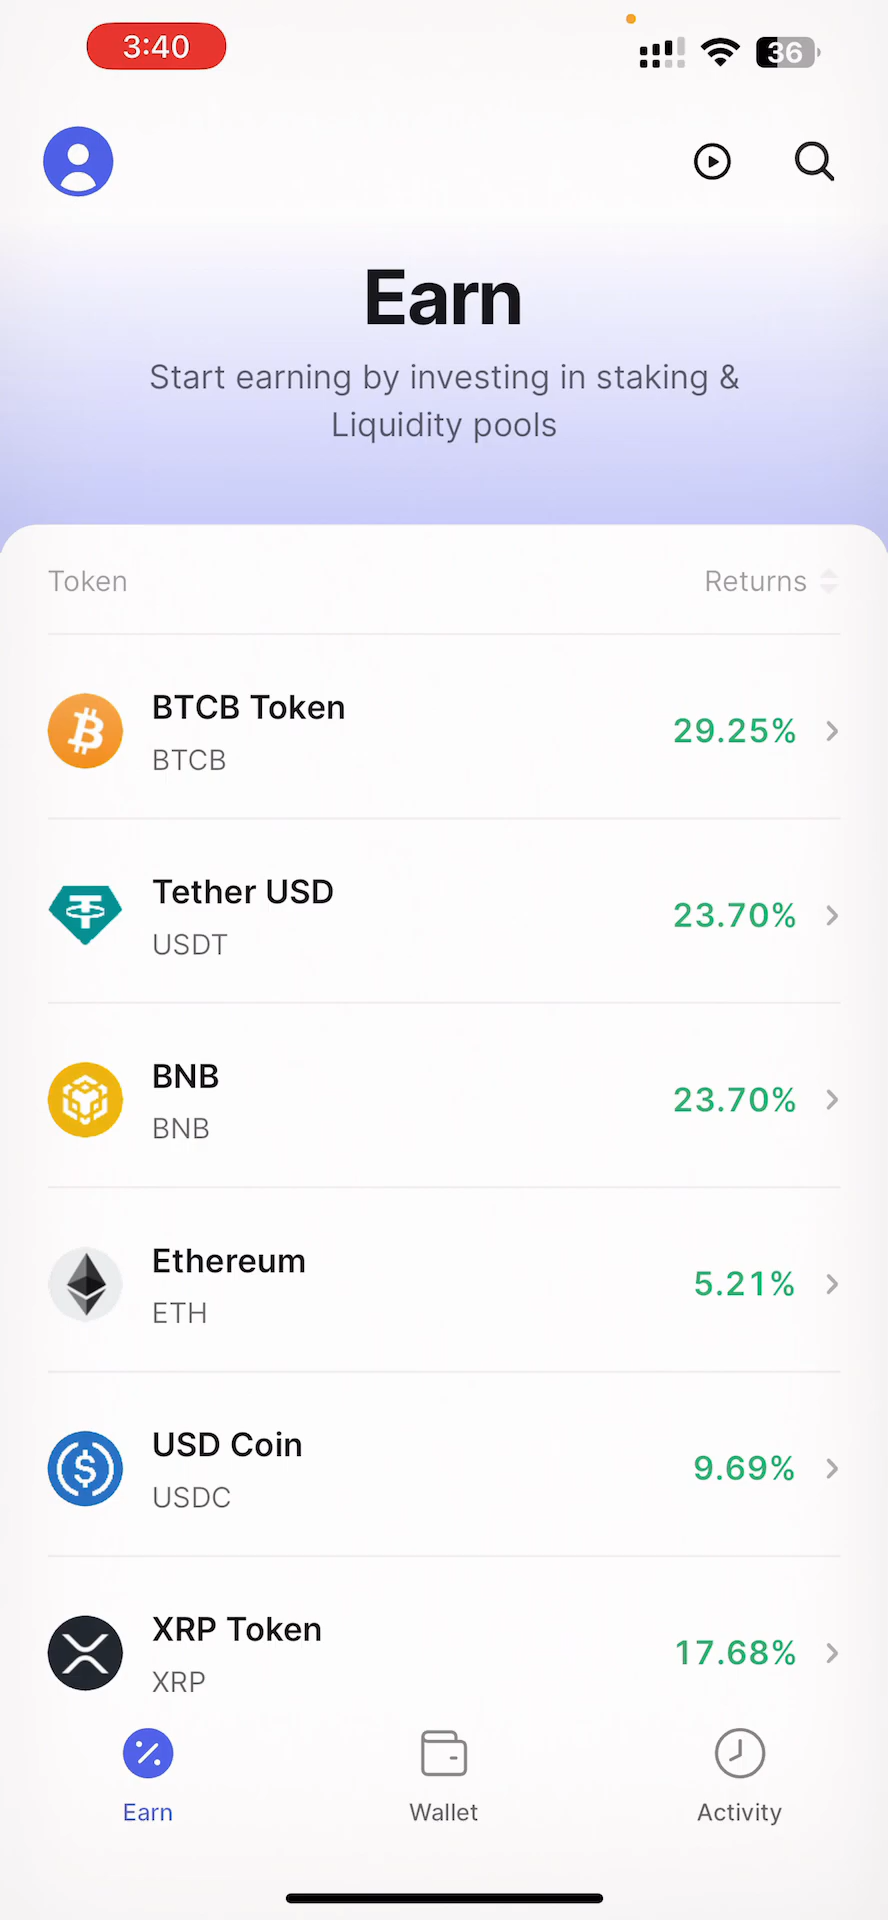 3:40
36
Earn
Start earning by investing in staking &
Liquidity pools
Token
Returns
BTCB Token
BTCB
29.25%
Tether USD
USDT
23.70%
BNB
BNB
23.70%
Ethereum
ETH
5.21%
USD Coin
USDC
9.69%
XRP Token
XRP
17.68%
Earn
Wallet
Activity